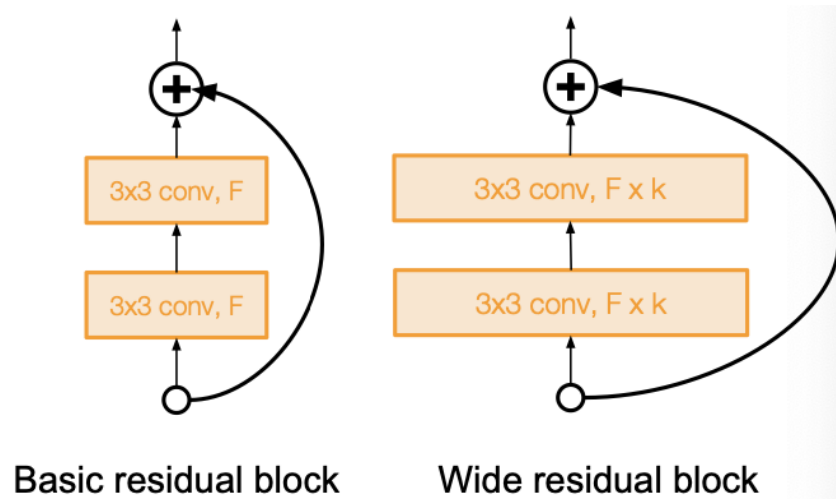 +
3x3 conv, F
3x3 conv, F
Basic residual block
+
3x3 conv, F x k
3x3 conv, F x k
Wide residual block